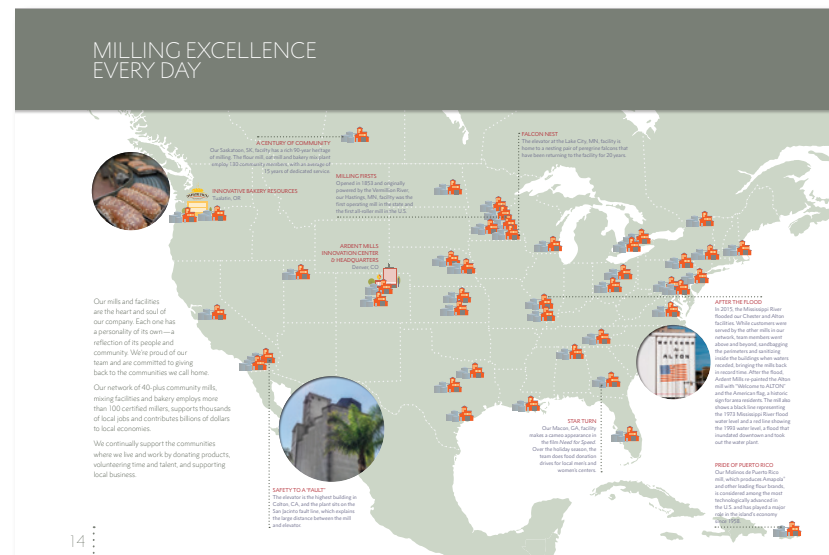 MILLING EXCELLENCE
EVERY DAY
A CENTURY OF COMMUNITY
Our Saskatoon, SK, facility has a rich 90-year heritage
of milling. The flour mill, oat mill and bakery mix plant
employ 130 community members, with an average of
15 years of dedicated service.
FALCON NEST
The elevator at the Lake City, MN, facility is
home to a nesting pair of peregrine falcons that
have been returning to the facility for 20 years.
INNOVATIVE BAKERY RESOURCES
Tualatin, OR
MILLING FIRSTS
Opened in 1853 and originally
powered by the Vermillion River,
our Hastings, MN, facility was the
first operating mill in the state and
the first all-roller mill in the U.S.
ARDENT MILLS
INNOVATION CENTER
& HEADQUARTERS
Denver, CO
Our mills and facilities
are the heart and soul of
our company. Each one has
a personality of its own—a
reflection of its people and
community. We're proud of our
team and are committed to giving
back to the communities we call home.
Our network of 40-plus community mills,
mixing facilities and bakery employs more
than 100 certified millers, supports thousands
of local jobs and contributes billions of dollars
to local economies.
We continually support the communities
where we live and work by donating products,
volunteering time and talent, and supporting
local business.
AFTER THE FLOOD
In 2015, the Mississippi River
flooded our Chester and Alton
facilities. While customers were
served by the other mills in our
network, team members went
above and beyond, sandbagging
the perimeters and sanitizing
inside the buildings when waters
receded, bringing the mills back
in record time. After the flood,
Ardent Mills re-painted the Alton
mill with "Welcome to ALTON"
and the American flag, a historic
sign for area residents. The mill also
shows a black line representing
the 1973 Mississippi River flood
water level and a red line showing
the 1993 water level, a flood that
inundated downtown and took
out the water plant.
WELCOME
TO
ALTON
STAR TURN
Our Macon, GA, facility
makes a cameo appearance in
the film Need for Speed.
Over the holiday season, the
team does food donation
drives for local men's and
women's centers.
SAFETY TO A "FAULT"
The elevator is the highest building in
Colton, CA, and the plant sits on the
San Jacinto fault line, which explains
the large distance between the mill
and elevator.
PRIDE OF PUERTO RICO
Our Molinos de Puerto Rico
mill, which produces Amapola®
and other leading flour brands,
is considered among the most
technologically advanced in
the U.S. and has played a major
role in the island's economy
since 1958.
14